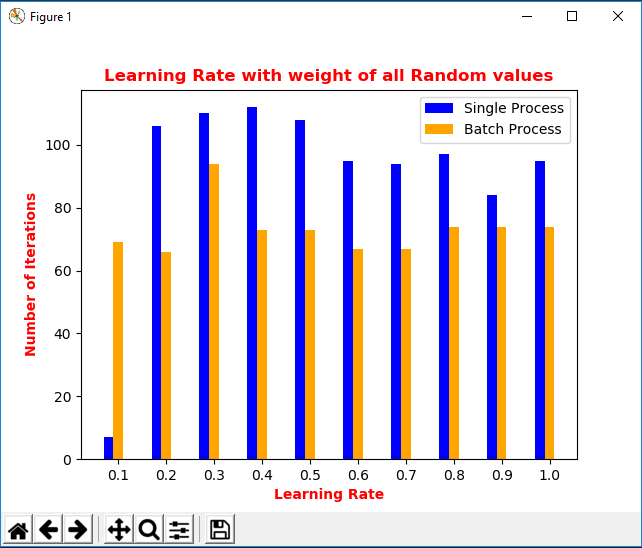 Figure 1
Learning Rate with weight of all Random values
Single Process
Batch Process
100
80
60
40
20
0
Number of Iterations
0.1 0.2 0.3 0.4 0.5 0.6 0.7 0.8 0.9 1.0
Learning Rate